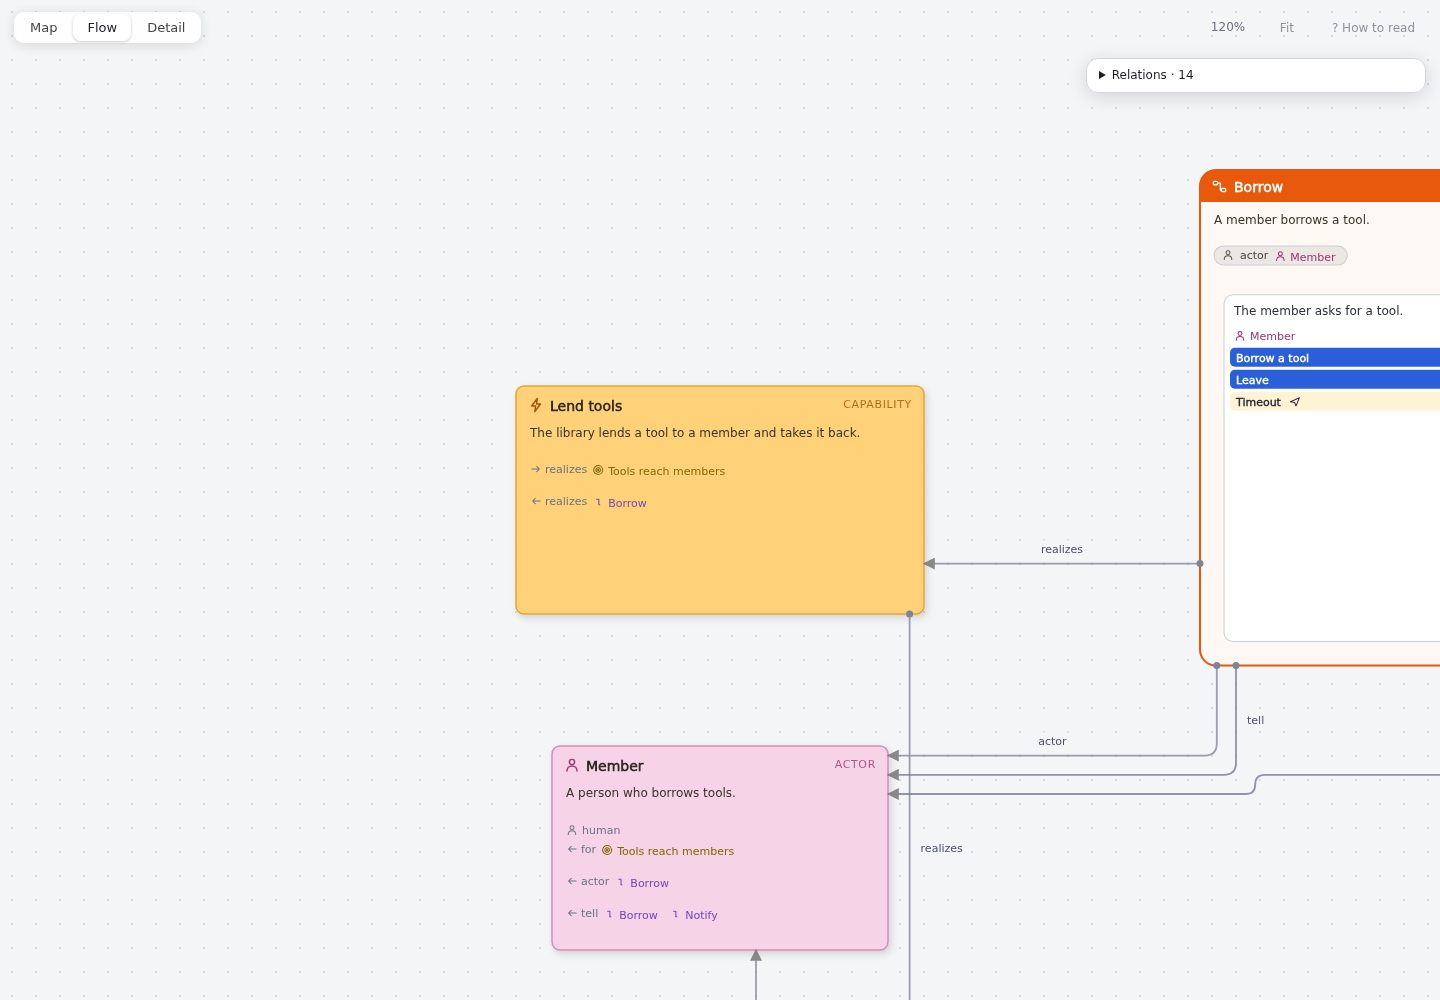 Map Flow Detail
120% Fit ? How to read
Relations · 14
Borrow
A member borrows a tool.
actor Member
The member asks for a tool.
Member
Borrow a tool
Leave
Timeout
Lend tools CAPABILITY
The library lends a tool to a member and takes it back.
→ realizes Tools reach members
← realizes Borrow
realizes
tell
actor
Member ACTOR
A person who borrows tools.
human
← for Tools reach members
← actor Borrow
← tell Borrow Notify
realizes